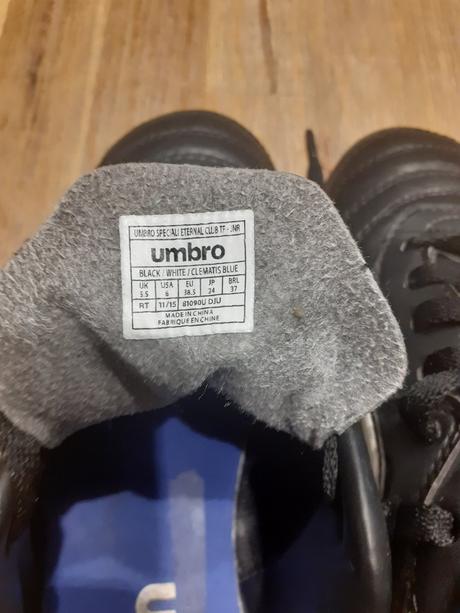 UMBRO SPECIALI ETERNAL CLUB TF - JNR
umbro
BLACK / WHITE / CLEMATIS BLUE
UK USA EU JP BRL
5.5 6 38.5 24 37
RT 11/15 81090U DJU
MADE IN CHINA
FABRIQUE EN CHINE